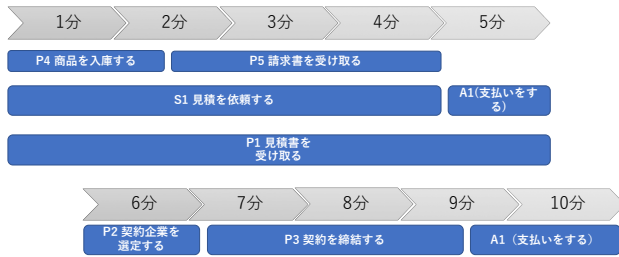 1分 2分 3分 4分 5分
P4 商品を入庫する P5 請求書を受け取る
S1 見積を依頼する
A1(支払いをす
る)
P1 見積書を
受け取る
6分 7分 8分 9分 10分
P2 契約企業を
選定する
P3 契約を締結する
A1（支払いをする）